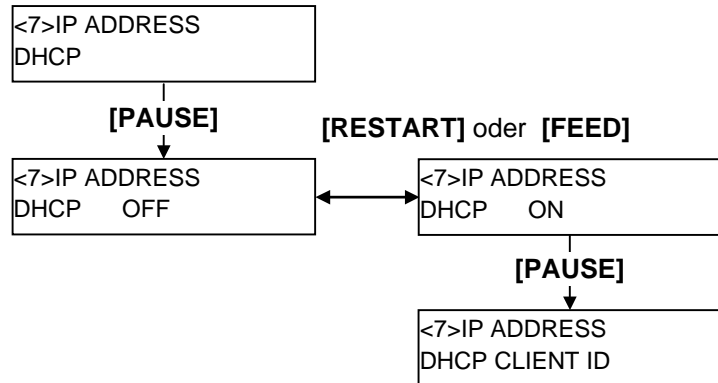 <7>IP ADDRESS
DHCP
[PAUSE]
[RESTART] oder [FEED]
<7>IP ADDRESS
DHCP OFF
<7>IP ADDRESS
DHCP ON
[PAUSE]
<7>IP ADDRESS
DHCP CLIENT ID